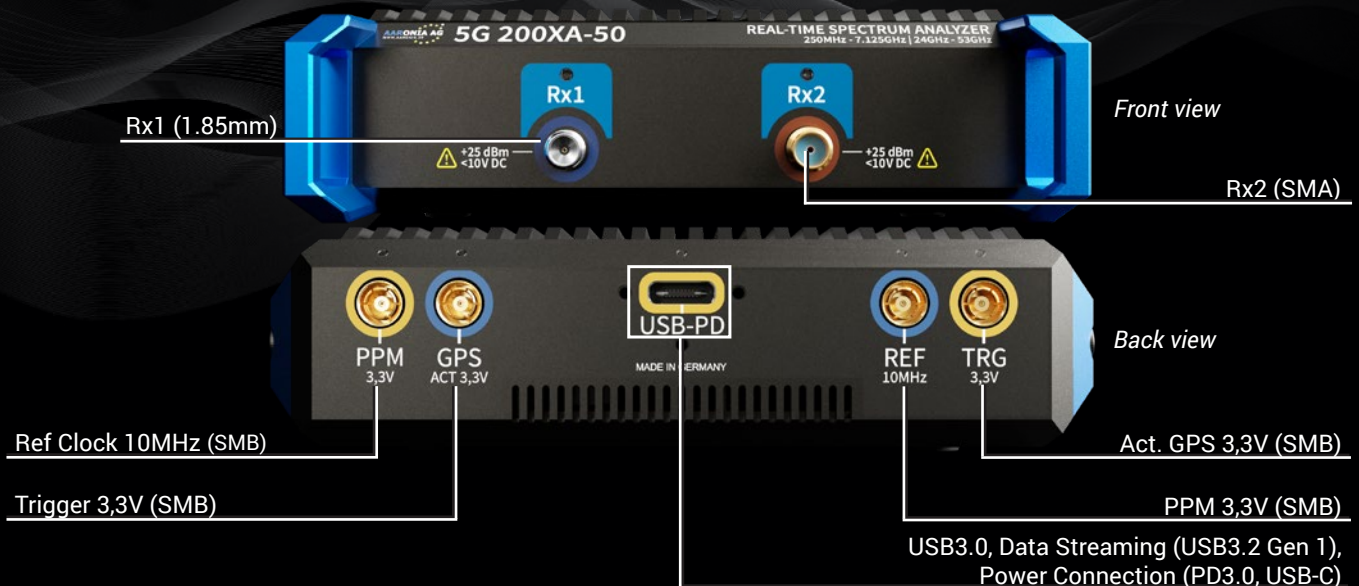 AARONIA AG
5G 200XA-50
REAL-TIME SPECTRUM ANALYZER
250MHz - 7.125GHz | 24GHz - 53GHz
Rx1
Rx2
Front view
Rx1 (1.85mm)
+25 dBm
<10V DC
+25 dBm
<10V DC
Rx2 (SMA)
USB-PD
Back view
PPM
3,3V
GPS
ACT 3,3V
MADE IN GERMANY
REF
10MHz
TRG
3,3V
Ref Clock 10MHz (SMB)
Act. GPS 3,3V (SMB)
Trigger 3,3V (SMB)
PPM 3,3V (SMB)
USB3.0, Data Streaming (USB3.2 Gen 1),
Power Connection (PD3.0, USB-C)